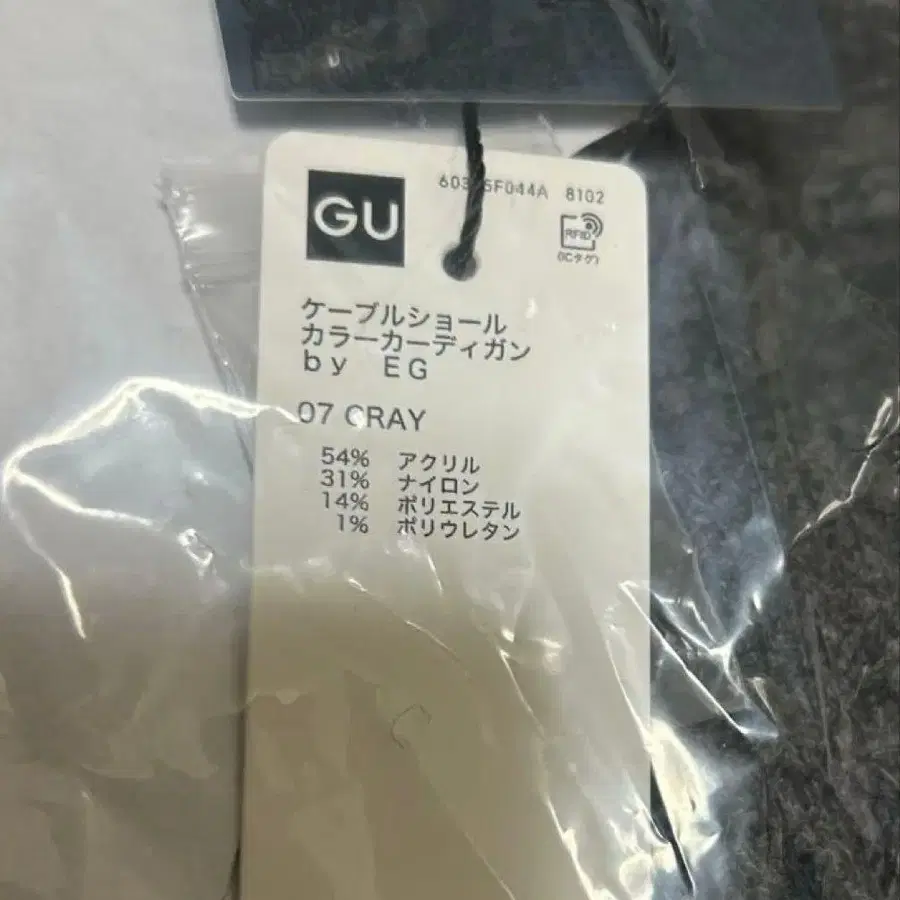 GU
8102
RFID
(ICタグ)
ケーブルショール
カラーカーディガン
by EG
07 GRAY
54% アクリル
31% ナイロン
14% ポリエステル
1% ポリウレタン